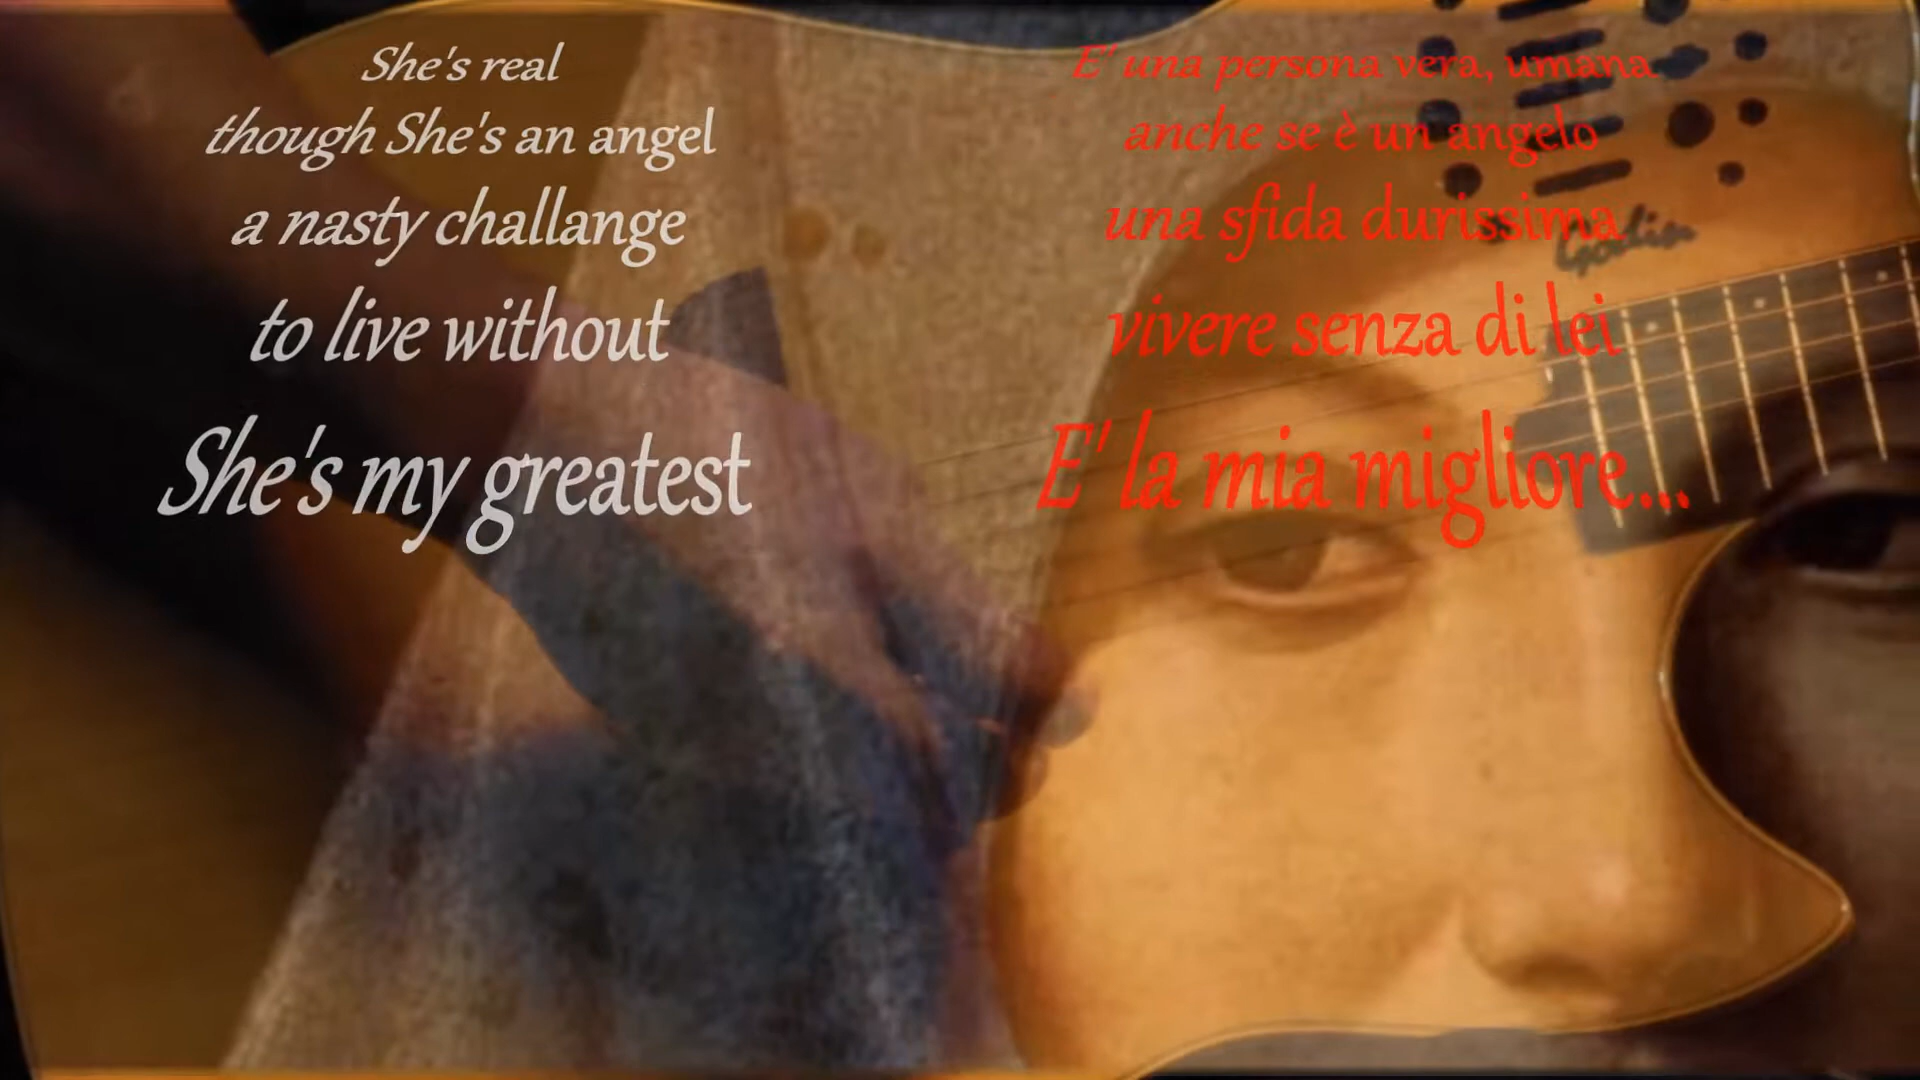 She's real
though She's an angel
a nasty challange
to live without
She's my greatest
E' una persona vera, umana
anche se è un angelo
una sfida durissima
vivere senza di lei
E' la mia migliore...
Godin